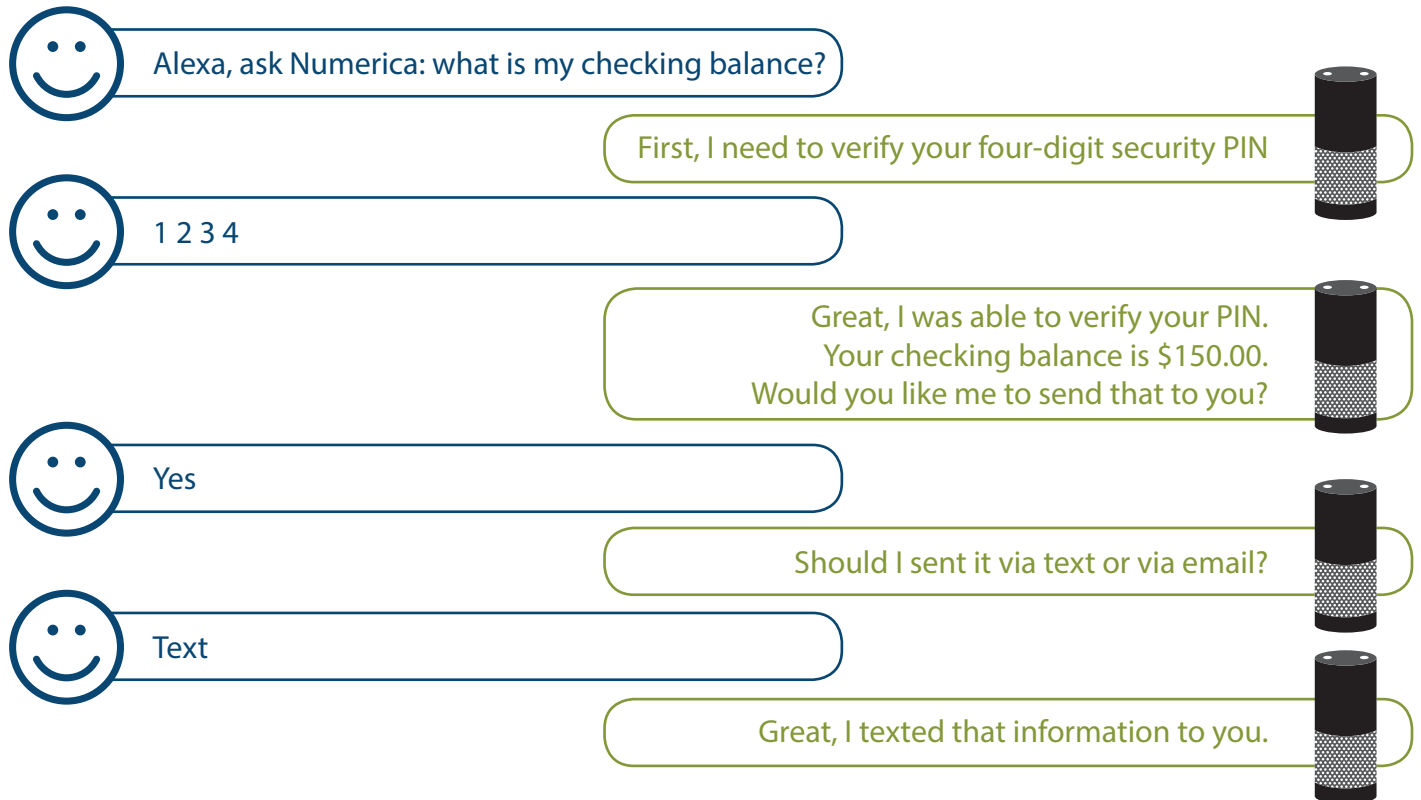 Alexa, ask Numerica: what is my checking balance?
First, I need to verify your four-digit security PIN
1 2 3 4
Great, I was able to verify your PIN.
Your checking balance is $150.00.
Would you like me to send that to you?
Yes
Should I sent it via text or via email?
Text
Great, I texted that information to you.